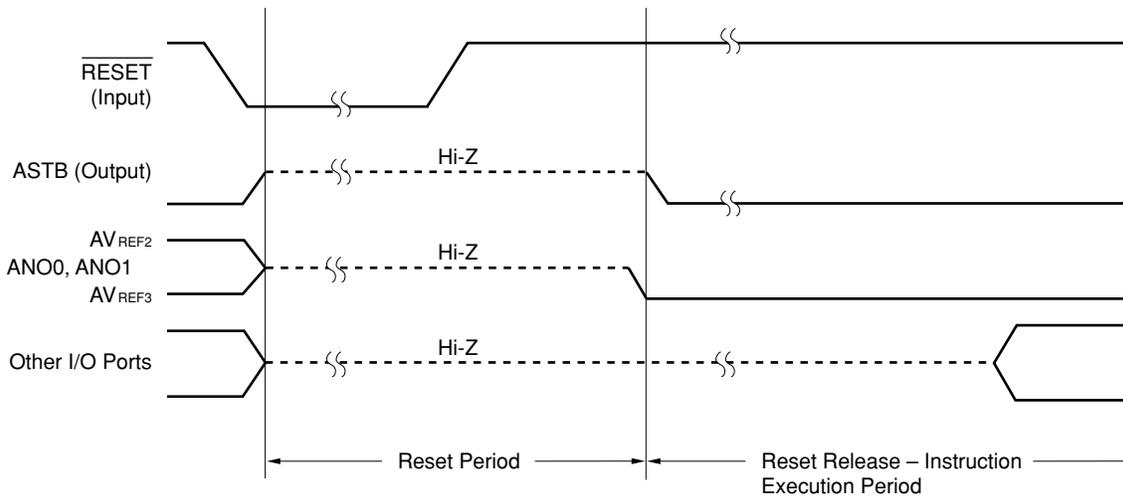 RESET
(Input)
Hi-Z
ASTB (Output)
AVREF2
Hi-Z
ANO0, ANO1
AVREF3
Hi-Z
Other I/O Ports
Reset Period
Reset Release – Instruction
Execution Period